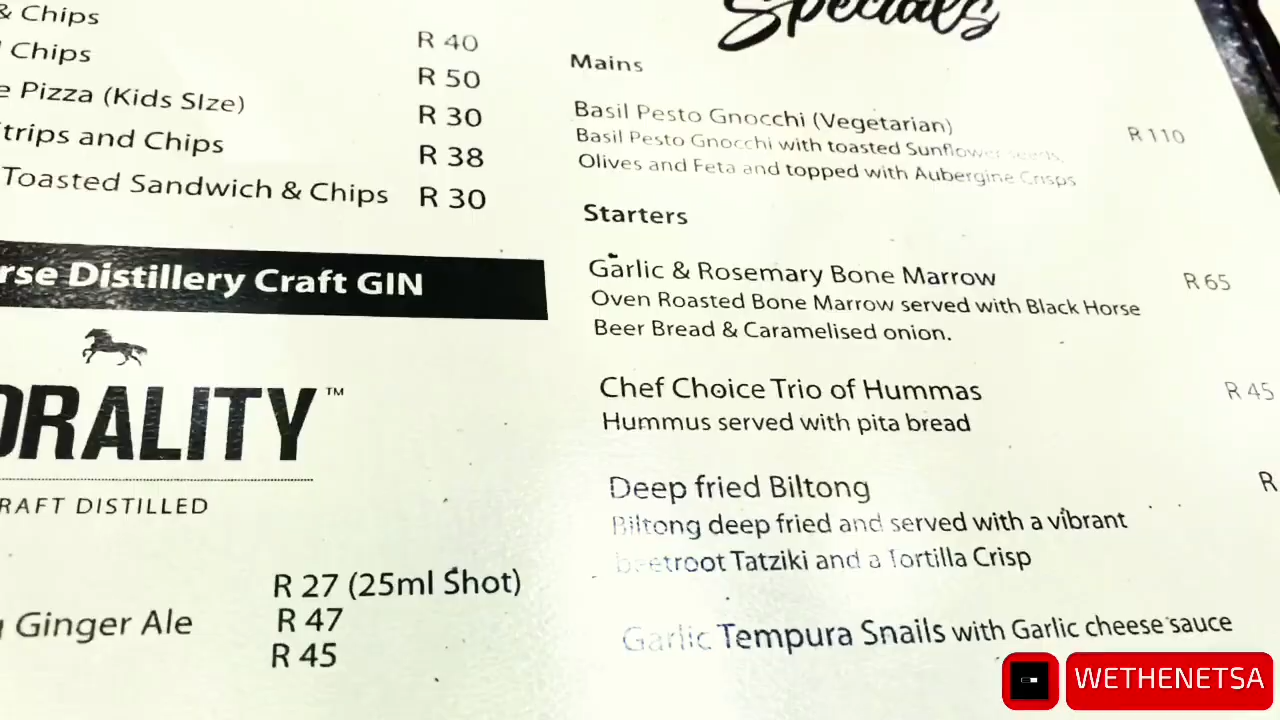 & Chips R 40
Chips R 50
e Pizza (Kids SIze) R 30
trips and Chips R 38
Toasted Sandwich & Chips R 30
rse Distillery Craft GIN
ORALITY™
RAFT DISTILLED
R 27 (25ml Shot)
Ginger Ale R 47
R 45
Specials
Mains
Basil Pesto Gnocchi (Vegetarian) R 110
Basil Pesto Gnocchi with toasted Sunflower seeds,
Olives and Feta and topped with Aubergine Crisps
Starters
Garlic & Rosemary Bone Marrow R 65
Oven Roasted Bone Marrow served with Black Horse
Beer Bread & Caramelised onion.
Chef Choice Trio of Hummas R 45
Hummus served with pita bread
Deep fried Biltong R
Biltong deep fried and served with a vibrant
beetroot Tatziki and a Tortilla Crisp
Garlic Tempura Snails with Garlic cheese sauce
WETHENETSA